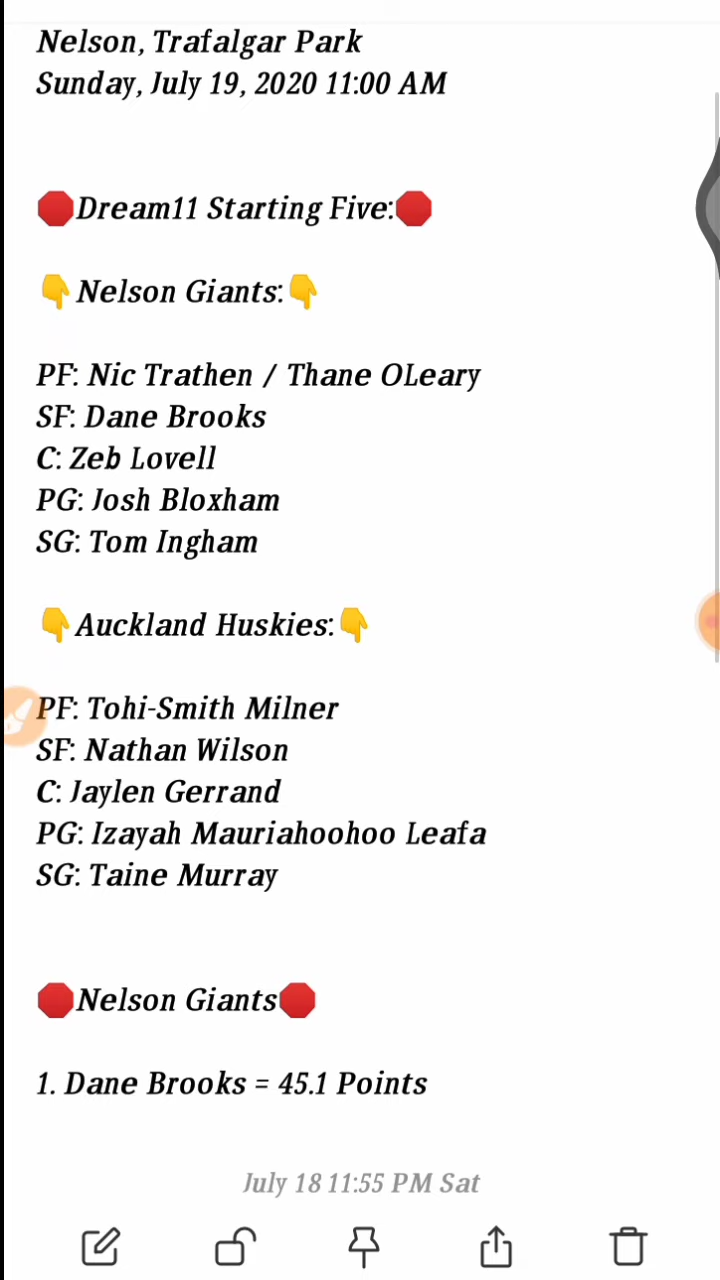 Nelson, Trafalgar Park
Sunday, July 19, 2020 11:00 AM
🛑Dream11 Starting Five:🛑
👇Nelson Giants:👇
PF: Nic Trathen / Thane OLeary
SF: Dane Brooks
C: Zeb Lovell
PG: Josh Bloxham
SG: Tom Ingham
👇Auckland Huskies:👇
PF: Tohi-Smith Milner
SF: Nathan Wilson
C: Jaylen Gerrand
PG: Izayah Mauriahoohoo Leafa
SG: Taine Murray
🛑Nelson Giants🛑
1. Dane Brooks = 45.1 Points
July 18 11:55 PM Sat